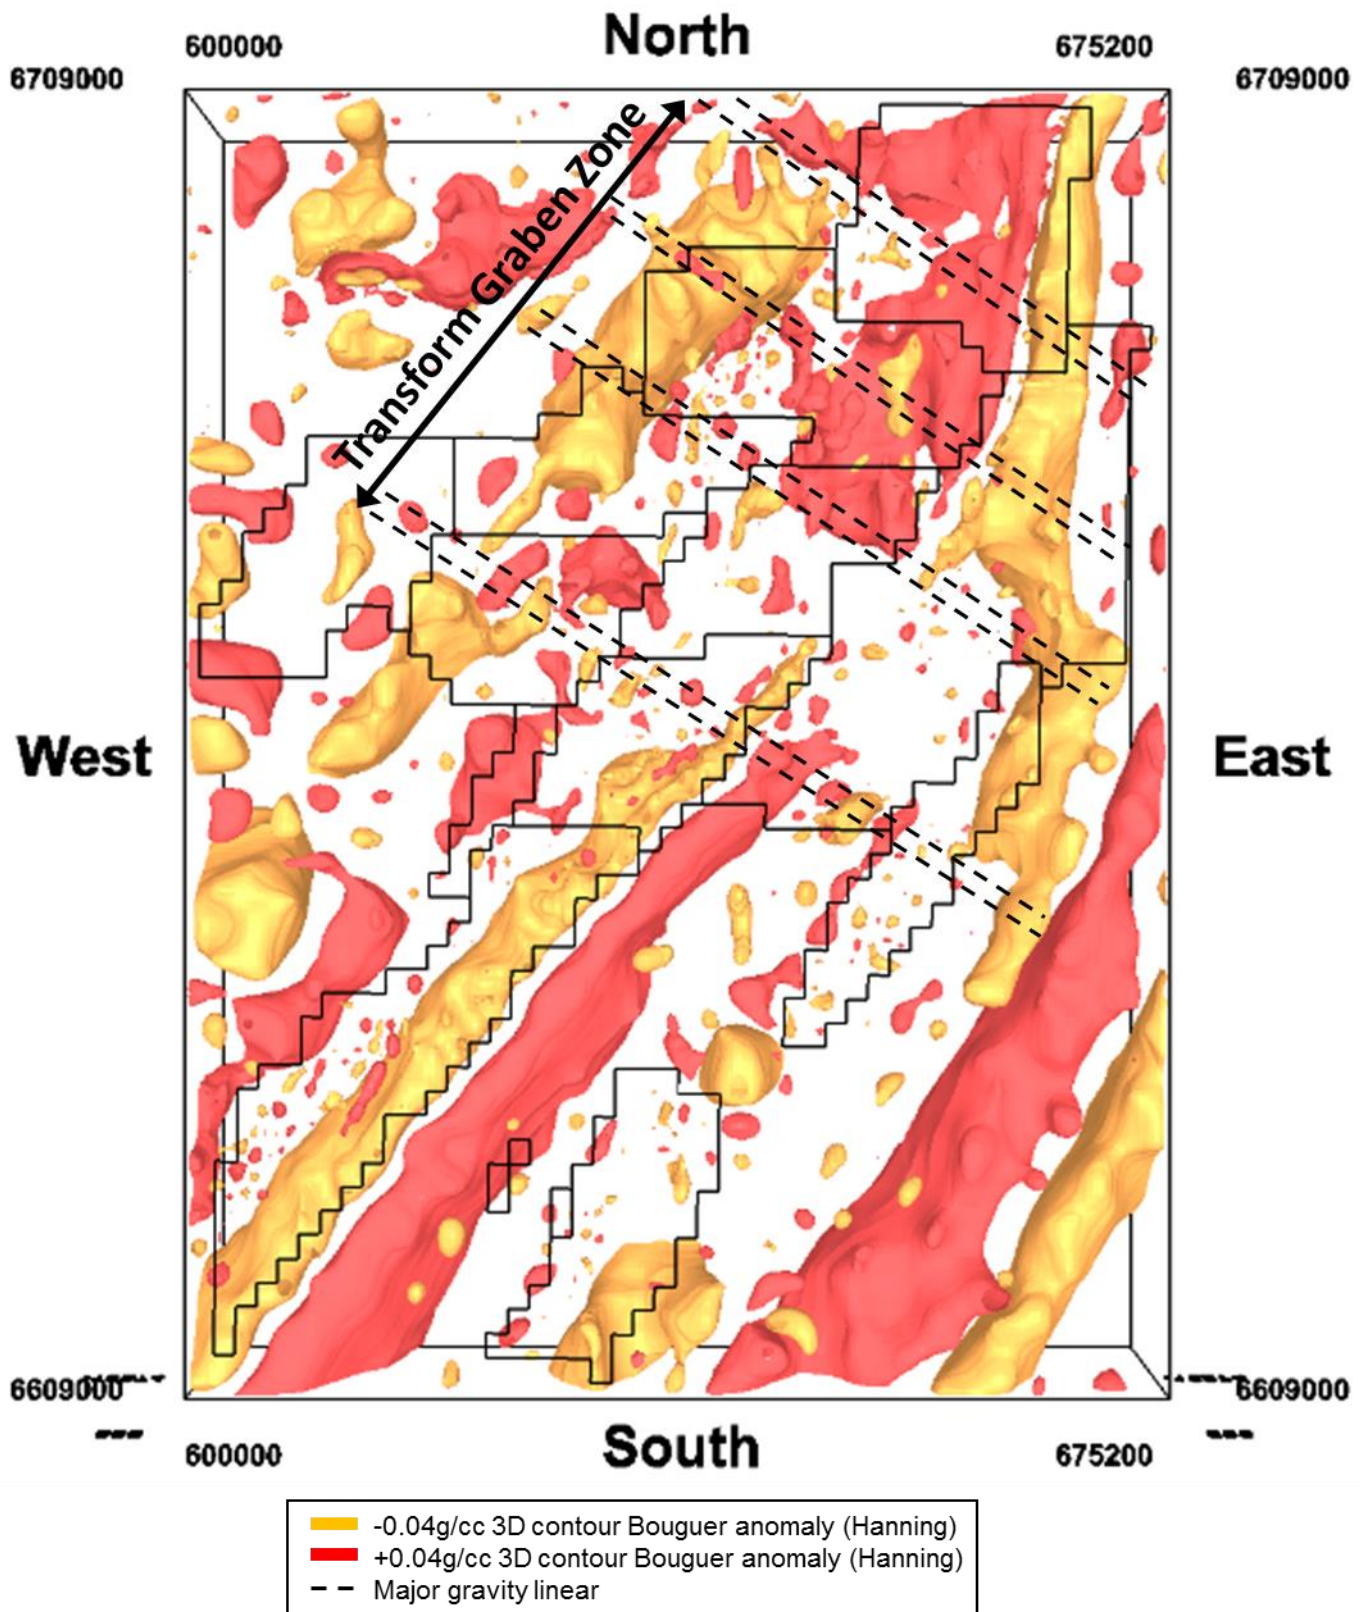 North
600000
675200
6709000
6709000
Transform Graben Zone
West
East
6609000
6609000
600000
South
675200
-0.04g/cc 3D contour Bouguer anomaly (Hanning)
+0.04g/cc 3D contour Bouguer anomaly (Hanning)
Major gravity linear